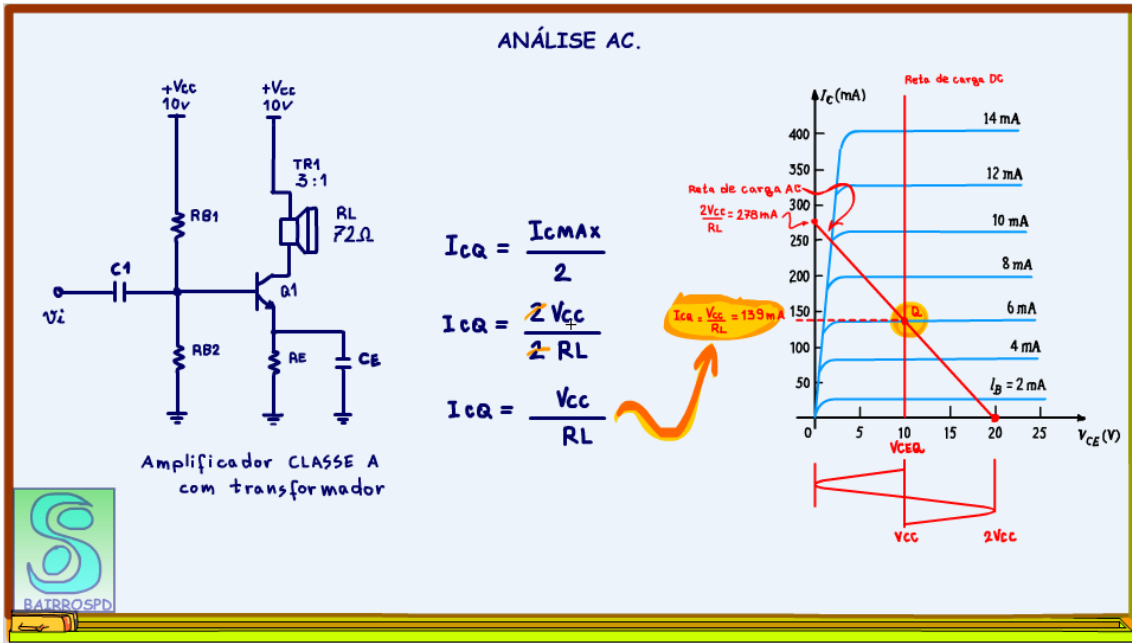 ANÁLISE AC.
+Vcc
10v
+Vcc
10v
TR1
3:1
RB1
RL
72Ω
C1
Q1
vi
RB2
RE
CE
Amplificador CLASSE A
com transformador
ICQ = ICMAX
2
ICQ = 2 Vcc
2 RL
ICQ = Vcc
RL
ICQ = Vcc = 139mA
RL
Reta de carga DC
IC (mA)
400
350
300
250
200
150
100
50
0
14 mA
12 mA
10 mA
8 mA
6 mA
4 mA
IB = 2 mA
Reta de carga AC
2Vcc = 278mA
RL
Q
0
5
10
15
20
25
VCE (V)
VCEQ
VCC
2VCC
BAIRROSPD